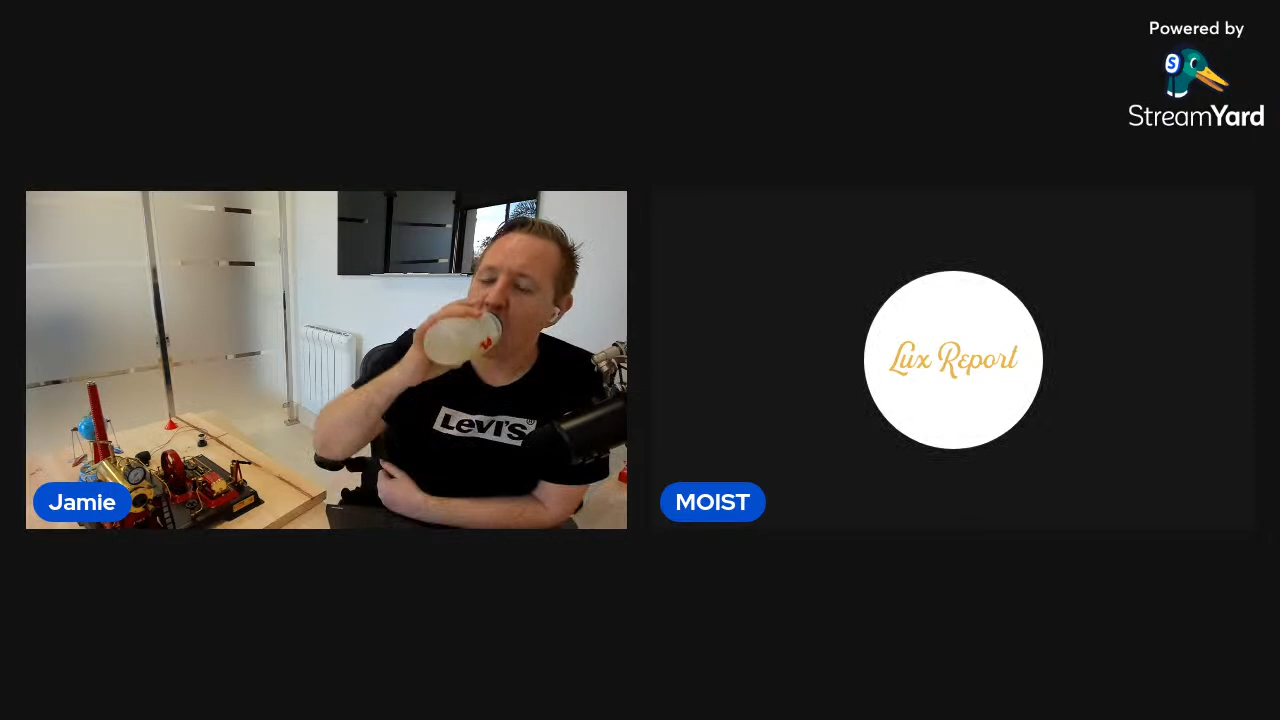 Powered by
S
StreamYard
Lux Report
LEVI'S®
Jamie
MOIST